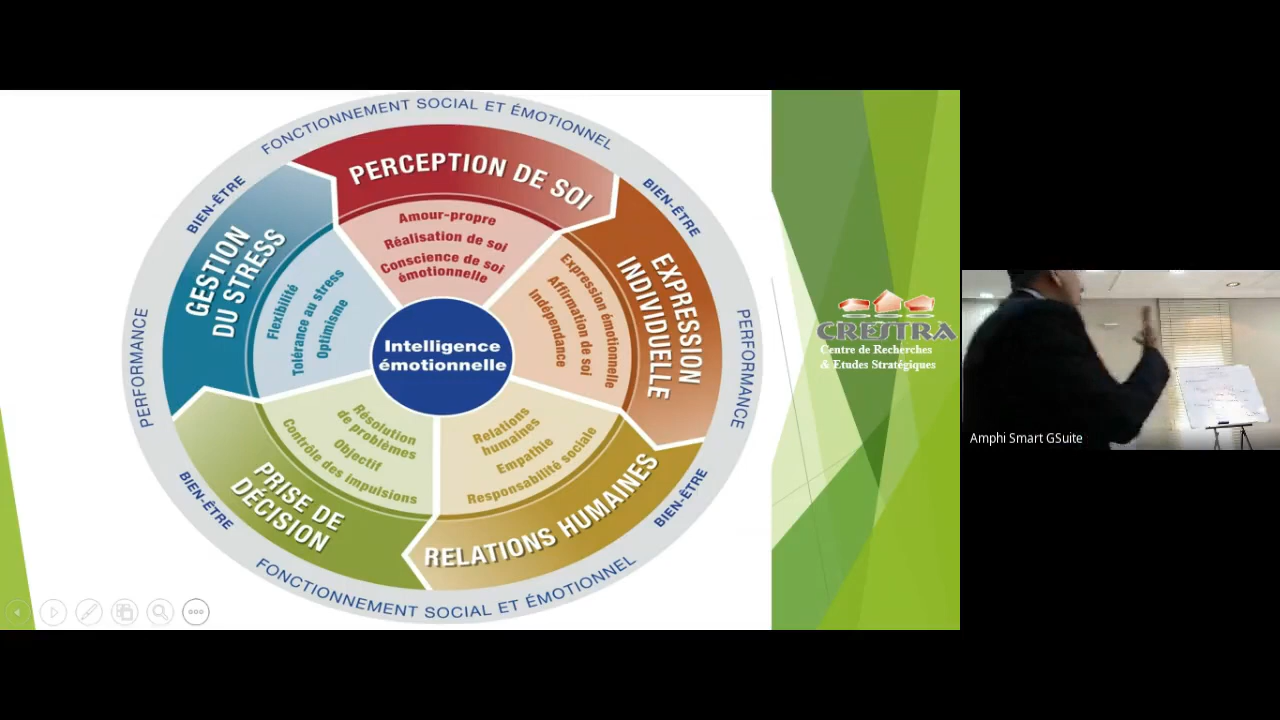 FONCTIONNEMENT SOCIAL ET ÉMOTIONNEL
BIEN-ÊTRE
BIEN-ÊTRE
PERFORMANCE
PERFORMANCE
BIEN-ÊTRE
BIEN-ÊTRE
FONCTIONNEMENT SOCIAL ET ÉMOTIONNEL
PERCEPTION DE SOI
Amour-propre
Réalisation de soi
Conscience de soi
émotionnelle
EXPRESSION
INDIVIDUELLE
Expression émotionnelle
Affirmation de soi
Indépendance
RELATIONS HUMAINES
Relations
humaines
Empathie
Responsabilité sociale
PRISE DE
DÉCISION
Résolution
de problèmes
Objectif
Contrôle des impulsions
GESTION
DU STRESS
Flexibilité
Tolérance au stress
Optimisme
Intelligence
émotionnelle
CRESTRA
Centre de Recherches
& Etudes Stratégiques
Amphi Smart GSuite